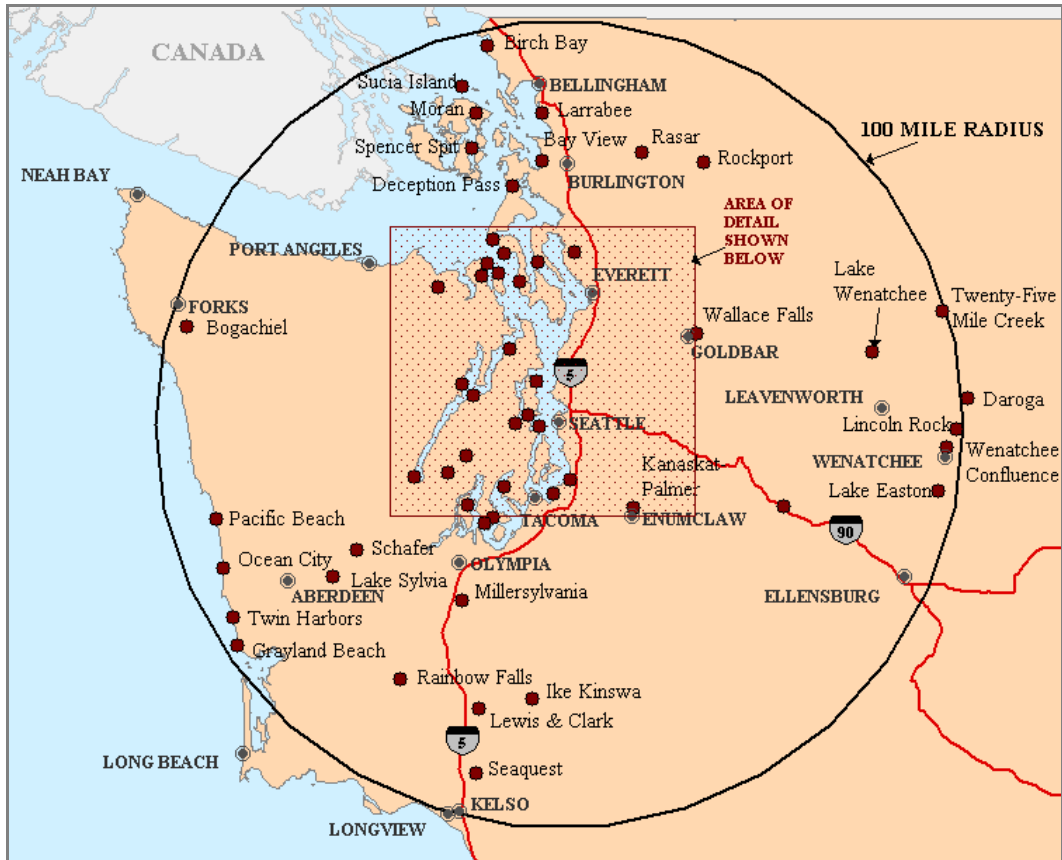 Birch Bay
CANADA
Sucia Island
BELLINGHAM
Moran
Larrabee
100 MILE RADIUS
Spencer Spit
Bay View
Rasar
Rockport
NEAH BAY
Deception Pass
BURLINGTON
AREA OF
DETAIL
SHOWN
BELOW
PORT ANGELES
EVERETT
Lake
Wenatchee
Twenty-Five
Mile Creek
FORKS
Bogachiel
Wallace Falls
GOLDBAR
5
LEAVENWORTH
Daroga
SEATTLE
Lincoln Rock
WENATCHEE
Wenatchee
Confluence
Kanaskat
Palmer
Lake Easton
TACOMA
ENUMCLAW
Pacific Beach
90
Schafer
Ocean City
OLYMPIA
Lake Sylvia
ABERDEEN
Millersylvania
ELLENSBURG
Twin Harbors
Grayland Beach
Rainbow Falls
Ike Kinswa
Lewis & Clark
5
LONG BEACH
Seaquest
KELSO
LONGVIEW